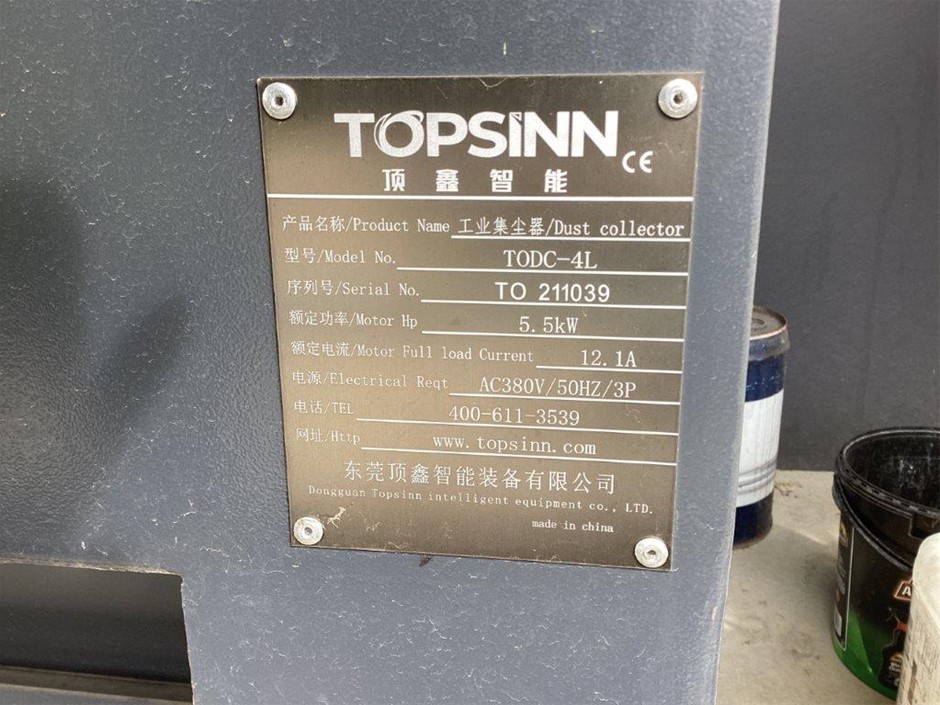 TOPSINN
CE
顶鑫智能
产品名称/Product Name 工业集尘器/Dust collector
型号/Model No. TODC-4L
序列号/Serial No. TO 211039
额定功率/Motor Hp 5.5kW
额定电流/Motor Full load Current 12.1A
电源/Electrical Reqt AC380V/50HZ/3P
电话/TEL 400-611-3539
网址/Http www.topsinn.com
东莞顶鑫智能装备有限公司
Dongguan Topsinn intelligent equipment co., LTD.
made in china